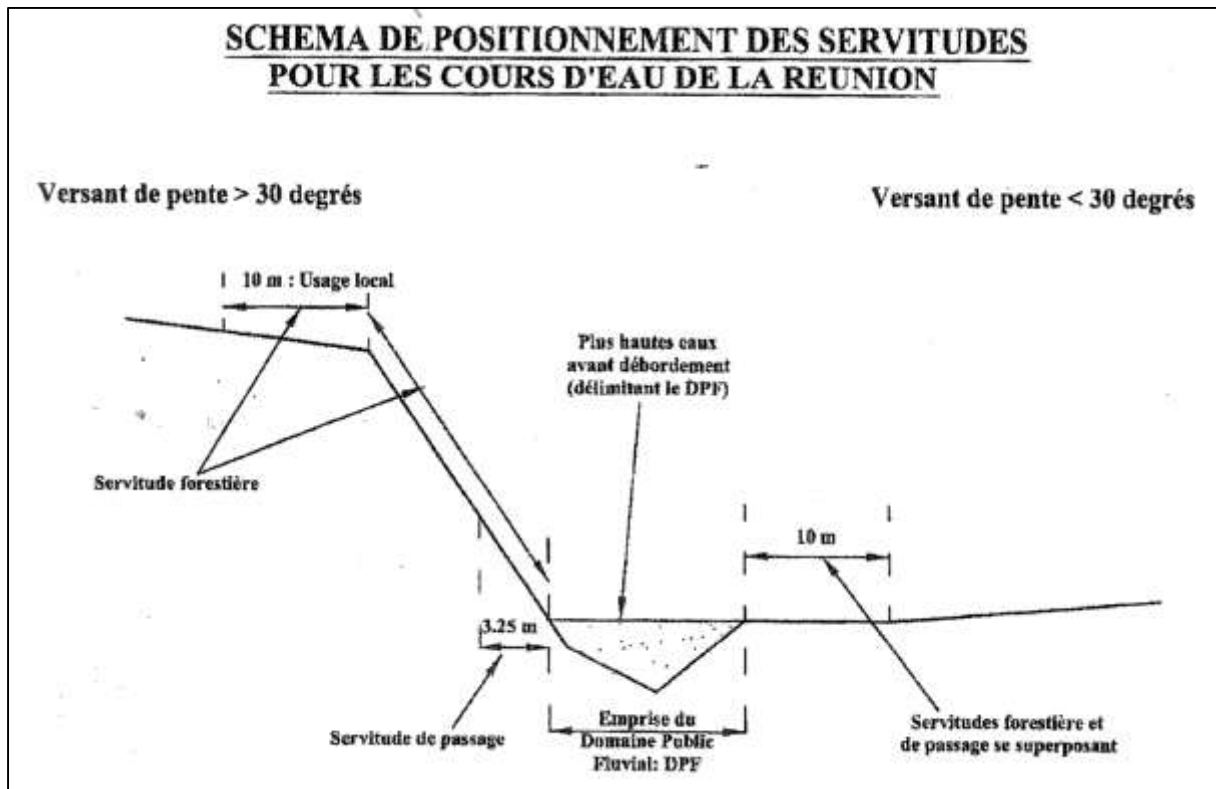 SCHEMA DE POSITIONNEMENT DES SERVITUDES
POUR LES COURS D'EAU DE LA REUNION
Versant de pente > 30 degrés
Versant de pente < 30 degrés
10 m : Usage local
Plus hautes eaux
avant débordement
(délimitant le DPF)
Servitude forestière
10 m
3.25 m
Servitude de passage
Emprise du
Domaine Public
Fluvial: DPF
Servitudes forestière et
de passage se superposant